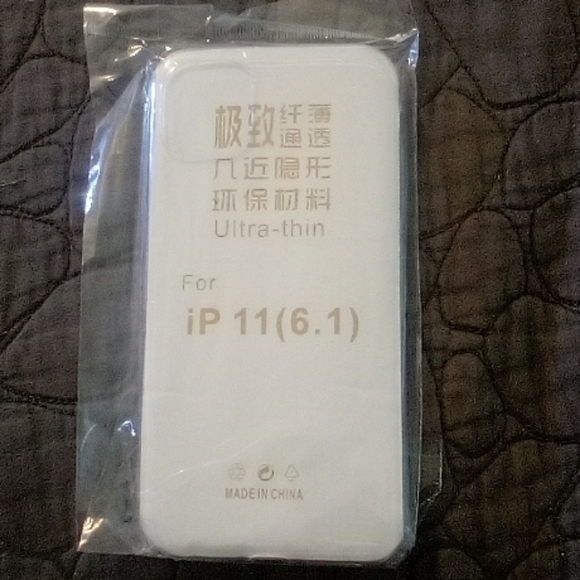 极致 纤薄
通透
几近隐形
环保材料
Ultra-thin
For
iP 11(6.1)
MADE IN CHINA